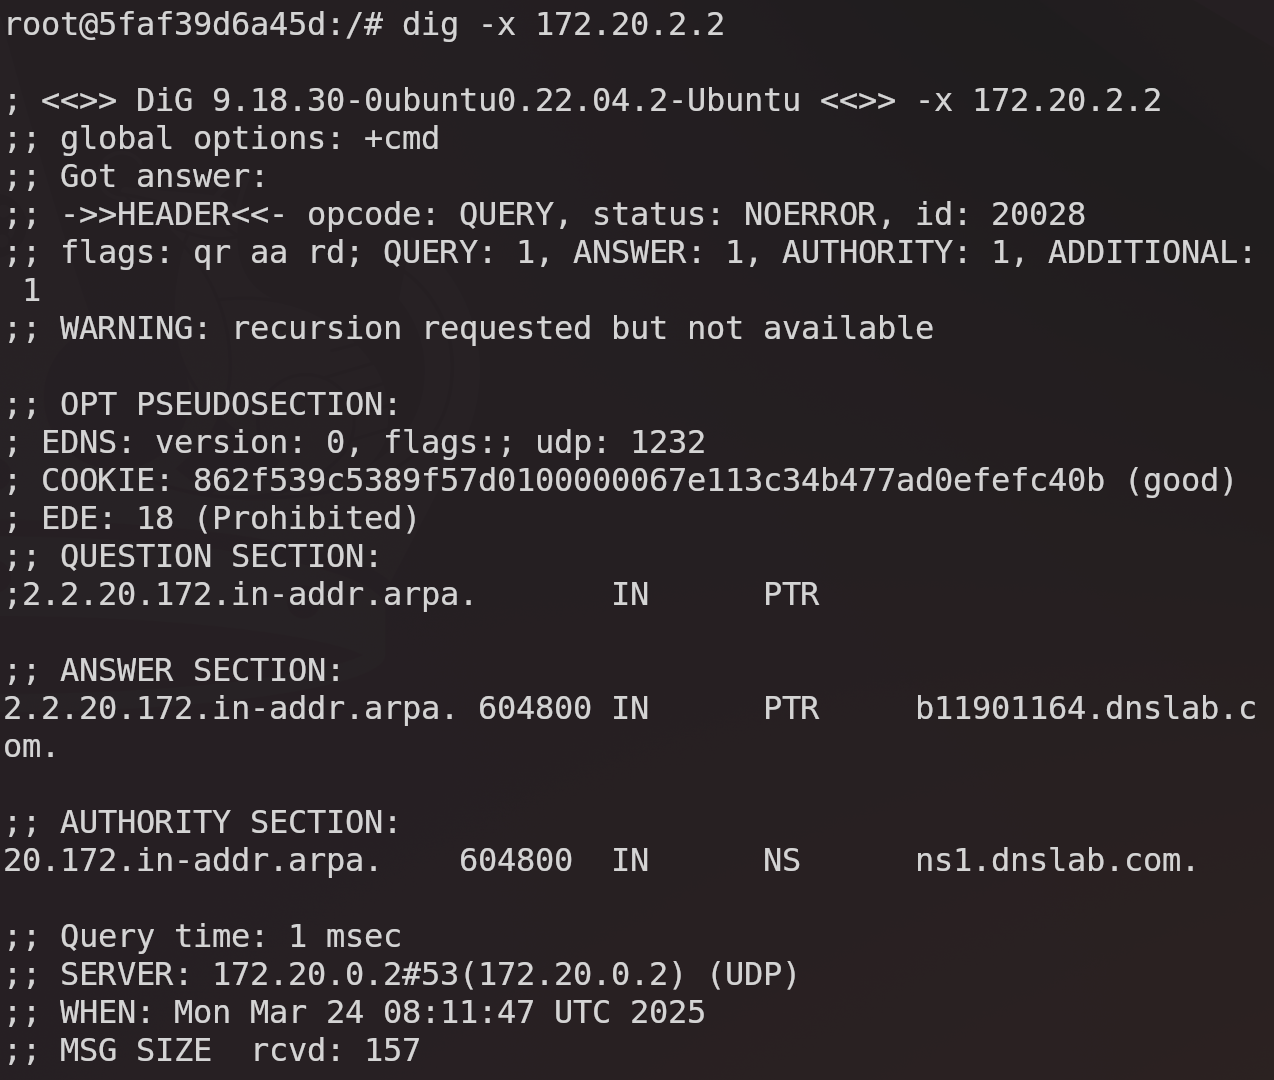 root@5faf39d6a45d:/# dig -x 172.20.2.2

; <<>> DiG 9.18.30-0ubuntu0.22.04.2-Ubuntu <<>> -x 172.20.2.2
;; global options: +cmd
;; Got answer:
;; ->>HEADER<<- opcode: QUERY, status: NOERROR, id: 20028
;; flags: qr aa rd; QUERY: 1, ANSWER: 1, AUTHORITY: 1, ADDITIONAL:
 1
;; WARNING: recursion requested but not available

;; OPT PSEUDOSECTION:
; EDNS: version: 0, flags:; udp: 1232
; COOKIE: 862f539c5389f57d0100000067e113c34b477ad0efefc40b (good)
; EDE: 18 (Prohibited)
;; QUESTION SECTION:
;2.2.20.172.in-addr.arpa.       IN      PTR

;; ANSWER SECTION:
2.2.20.172.in-addr.arpa. 604800 IN      PTR     b11901164.dnslab.c
om.

;; AUTHORITY SECTION:
20.172.in-addr.arpa.    604800  IN      NS      ns1.dnslab.com.

;; Query time: 1 msec
;; SERVER: 172.20.0.2#53(172.20.0.2) (UDP)
;; WHEN: Mon Mar 24 08:11:47 UTC 2025
;; MSG SIZE  rcvd: 157